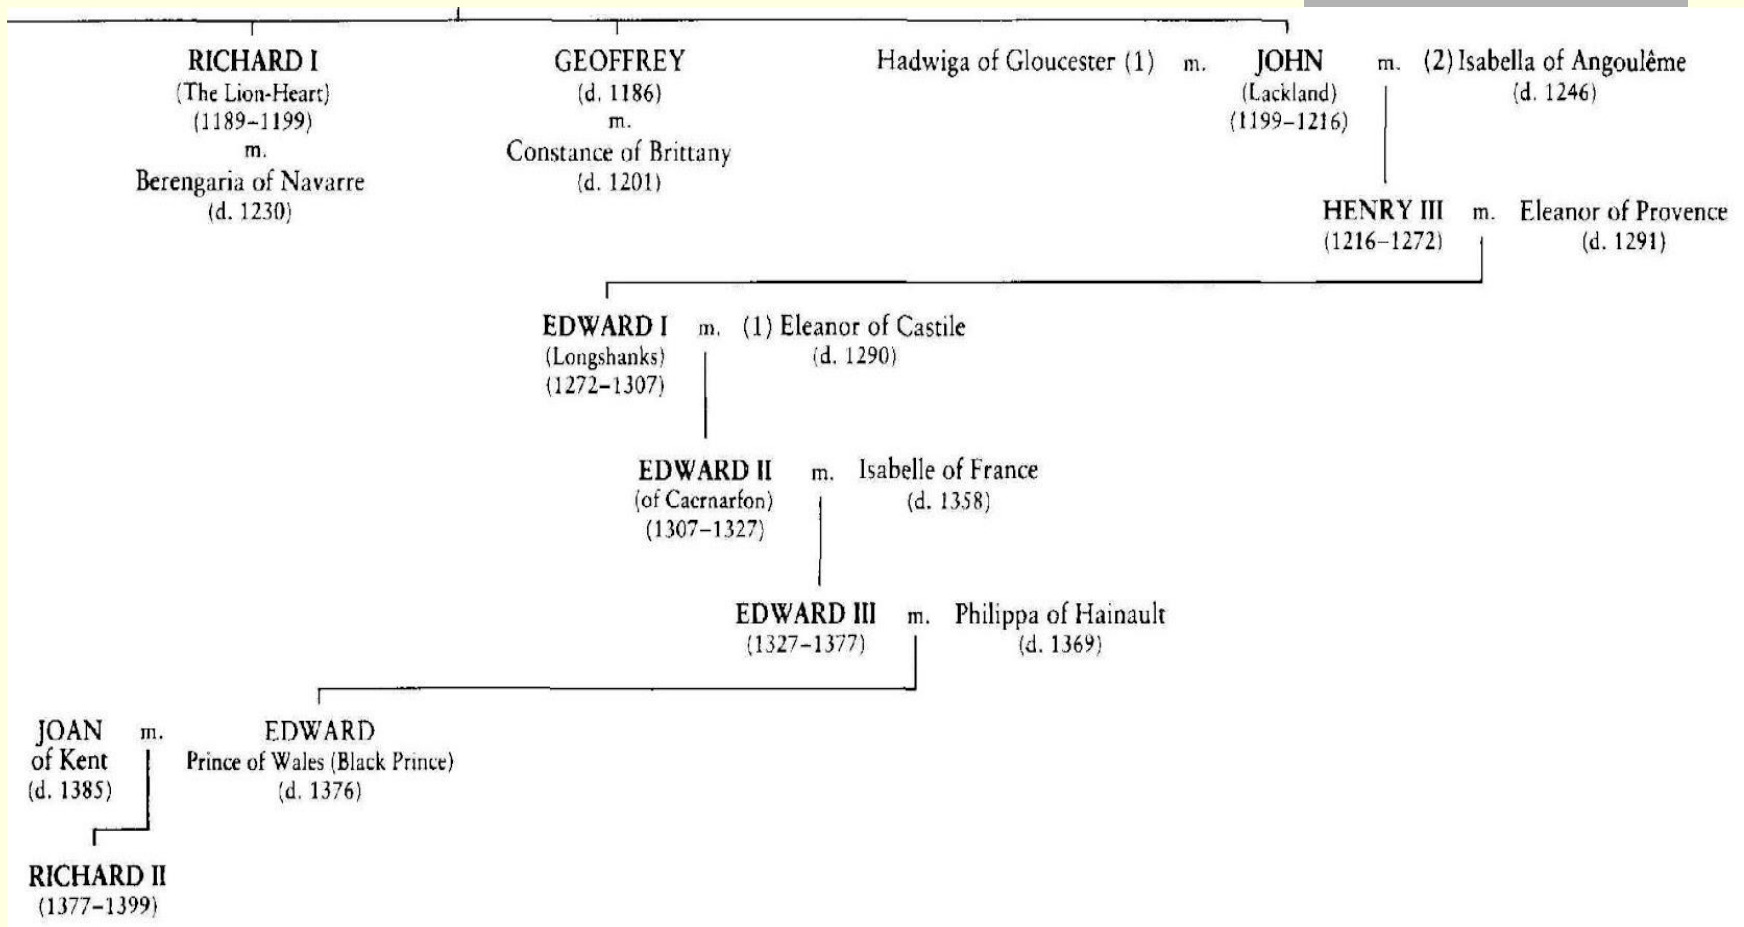 RICHARD I
(The Lion-Heart)
(1189–1199)
m.
Berengaria of Navarre
(d. 1230)
GEOFFREY
(d. 1186)
m.
Constance of Brittany
(d. 1201)
Hadwiga of Gloucester (1) m. JOHN m. (2) Isabella of Angoulême
(Lackland) (d. 1246)
(1199–1216)
HENRY III m. Eleanor of Provence
(1216–1272) (d. 1291)
EDWARD I m. (1) Eleanor of Castile
(Longshanks) (d. 1290)
(1272–1307)
EDWARD II m. Isabelle of France
(of Caernarfon) (d. 1358)
(1307–1327)
EDWARD III m. Philippa of Hainault
(1327–1377) (d. 1369)
JOAN m. EDWARD
of Kent Prince of Wales (Black Prince)
(d. 1385) (d. 1376)
RICHARD II
(1377–1399)